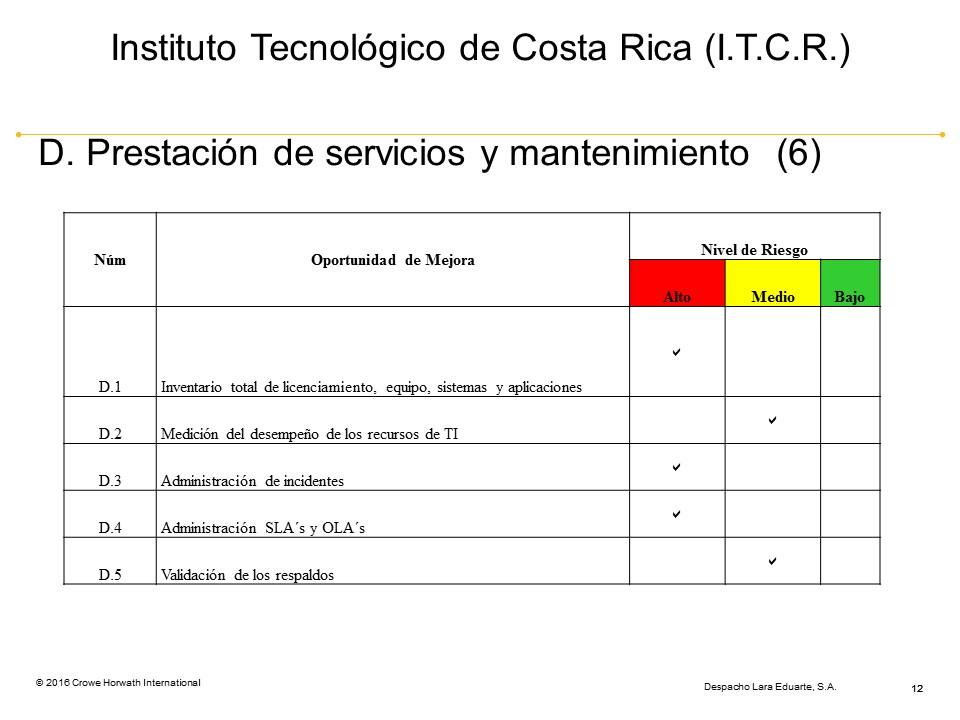 Instituto Tecnológico de Costa Rica (I.T.C.R.)
D. Prestación de servicios y mantenimiento (6)
Núm
Oportunidad de Mejora
Nivel de Riesgo
Alto
Medio
Bajo
D.1
Inventario total de licenciamiento, equipo, sistemas y aplicaciones
D.2
Medición del desempeño de los recursos de TI
D.3
Administración de incidentes
D.4
Administración SLA´s y OLA´s
D.5
Validación de los respaldos
© 2016 Crowe Horwath International
Despacho Lara Eduarte, S.A.
12